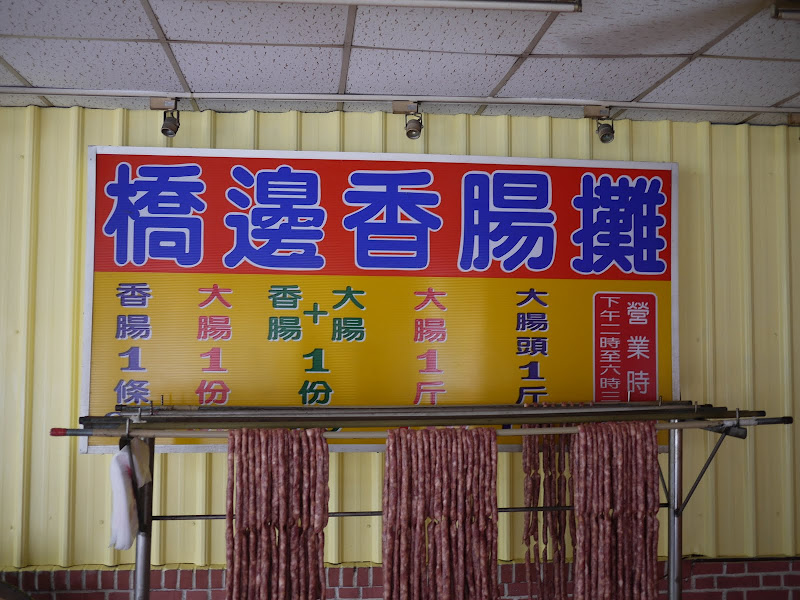 橋邊香腸攤
香腸1條
大腸1份
香腸+大腸1份
大腸1斤
大腸頭1斤
營業時
下午二時至六時三